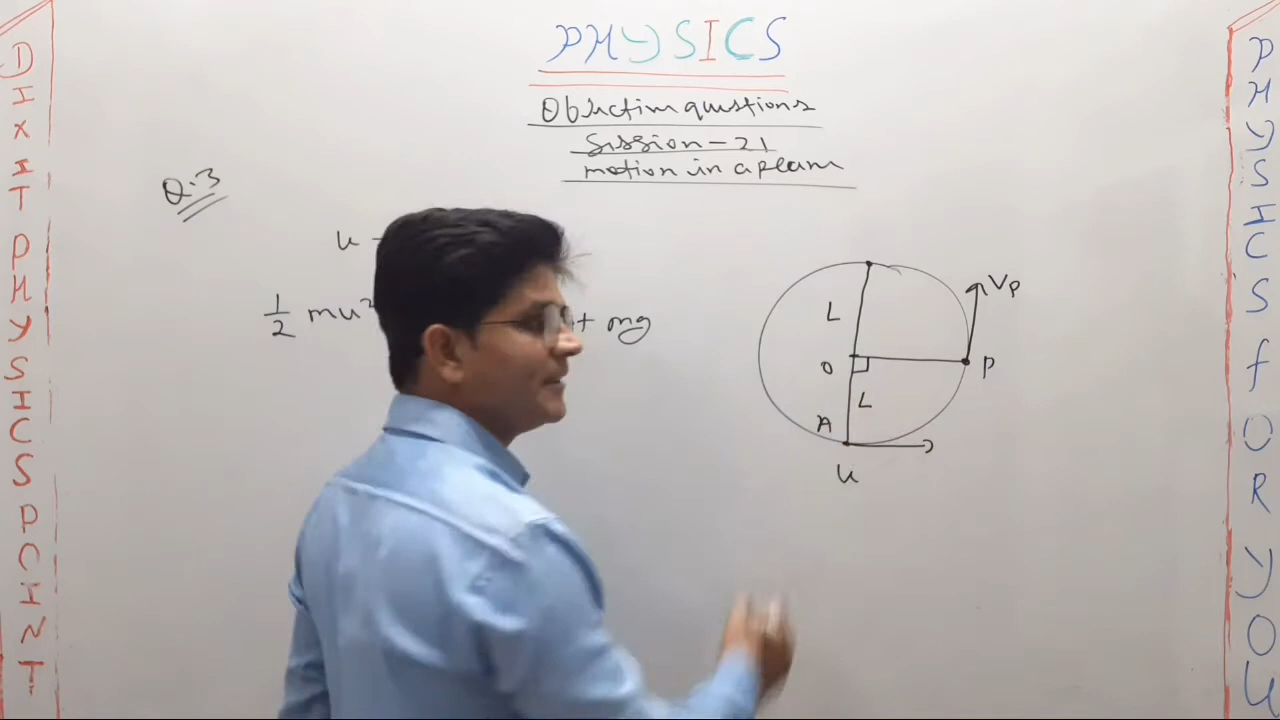 PHYSICS
Objective questions
Session-21
motion in a plane
DIXIT PHYSICS POINT
PHYSICS fOR YOU
Q.3
u -
1/2 mu²
+ mg
L
O
L
A
u
P
VP